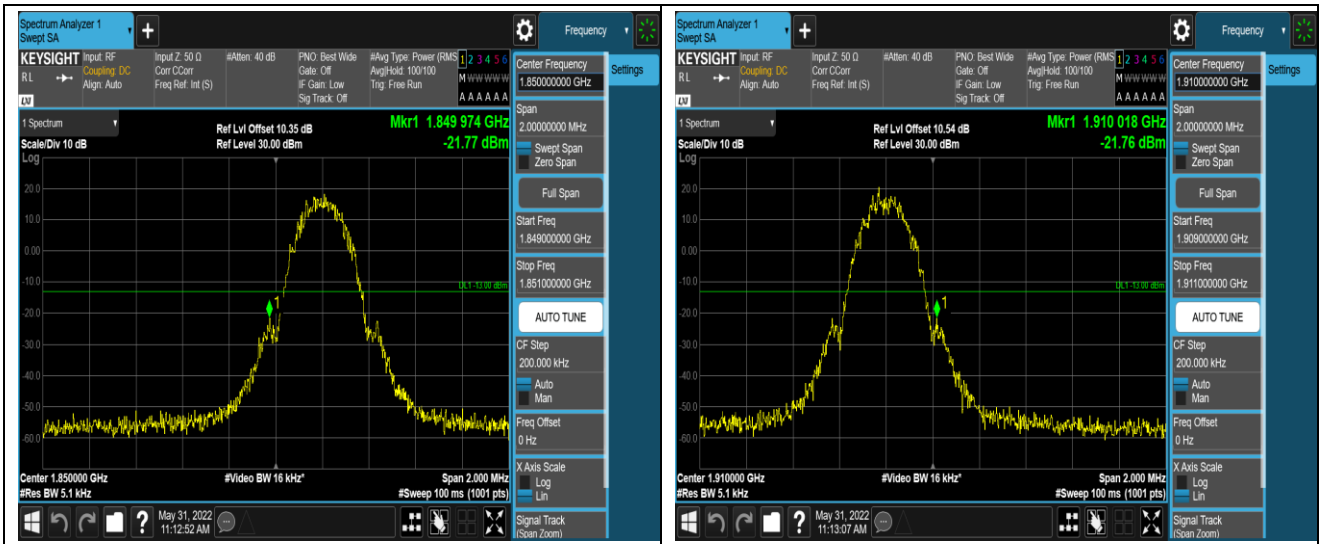 Spectrum Analyzer 1
Swept SA
+
Frequency
KEYSIGHT
R L
LXI
Input: RF
Coupling: DC
Align: Auto
Input Z: 50 Ω
Corr CCorr
Freq Ref: Int (S)
#Atten: 40 dB
PNO: Best Wide
Gate: Off
IF Gain: Low
Sig Track: Off
#Avg Type: Power (RMS
Avg|Hold: 100/100
Trig: Free Run
1 2 3 4 5 6
M W W W W W
A A A A A A
1 Spectrum
Scale/Div 10 dB
Ref Lvl Offset 10.35 dB
Ref Level 30.00 dBm
Mkr1 1.849 974 GHz
-21.77 dBm
Log
20.0
10.0
0.00
-10.0
-20.0
-30.0
-40.0
-50.0
-60.0
DL1 -13.00 dBm
1
Center 1.850000 GHz
#Res BW 5.1 kHz
#Video BW 16 kHz*
Span 2.000 MHz
#Sweep 100 ms (1001 pts)
Center Frequency
1.850000000 GHz
Settings
Span
2.00000000 MHz
Swept Span
Zero Span
Full Span
Start Freq
1.849000000 GHz
Stop Freq
1.851000000 GHz
AUTO TUNE
CF Step
200.000 kHz
Auto
Man
Freq Offset
0 Hz
X Axis Scale
Log
Lin
Signal Track
(Span Zoom)
?
May 31, 2022
11:12:52 AM
Spectrum Analyzer 1
Swept SA
+
Frequency
KEYSIGHT
R L
LXI
Input: RF
Coupling: DC
Align: Auto
Input Z: 50 Ω
Corr CCorr
Freq Ref: Int (S)
#Atten: 40 dB
PNO: Best Wide
Gate: Off
IF Gain: Low
Sig Track: Off
#Avg Type: Power (RMS
Avg|Hold: 100/100
Trig: Free Run
1 2 3 4 5 6
M W W W W W
A A A A A A
1 Spectrum
Scale/Div 10 dB
Ref Lvl Offset 10.54 dB
Ref Level 30.00 dBm
Mkr1 1.910 018 GHz
-21.76 dBm
Log
20.0
10.0
0.00
-10.0
-20.0
-30.0
-40.0
-50.0
-60.0
DL1 -13.00 dBm
1
Center 1.910000 GHz
#Res BW 5.1 kHz
#Video BW 16 kHz*
Span 2.000 MHz
#Sweep 100 ms (1001 pts)
Center Frequency
1.910000000 GHz
Settings
Span
2.00000000 MHz
Swept Span
Zero Span
Full Span
Start Freq
1.909000000 GHz
Stop Freq
1.911000000 GHz
AUTO TUNE
CF Step
200.000 kHz
Auto
Man
Freq Offset
0 Hz
X Axis Scale
Log
Lin
Signal Track
(Span Zoom)
?
May 31, 2022
11:13:07 AM